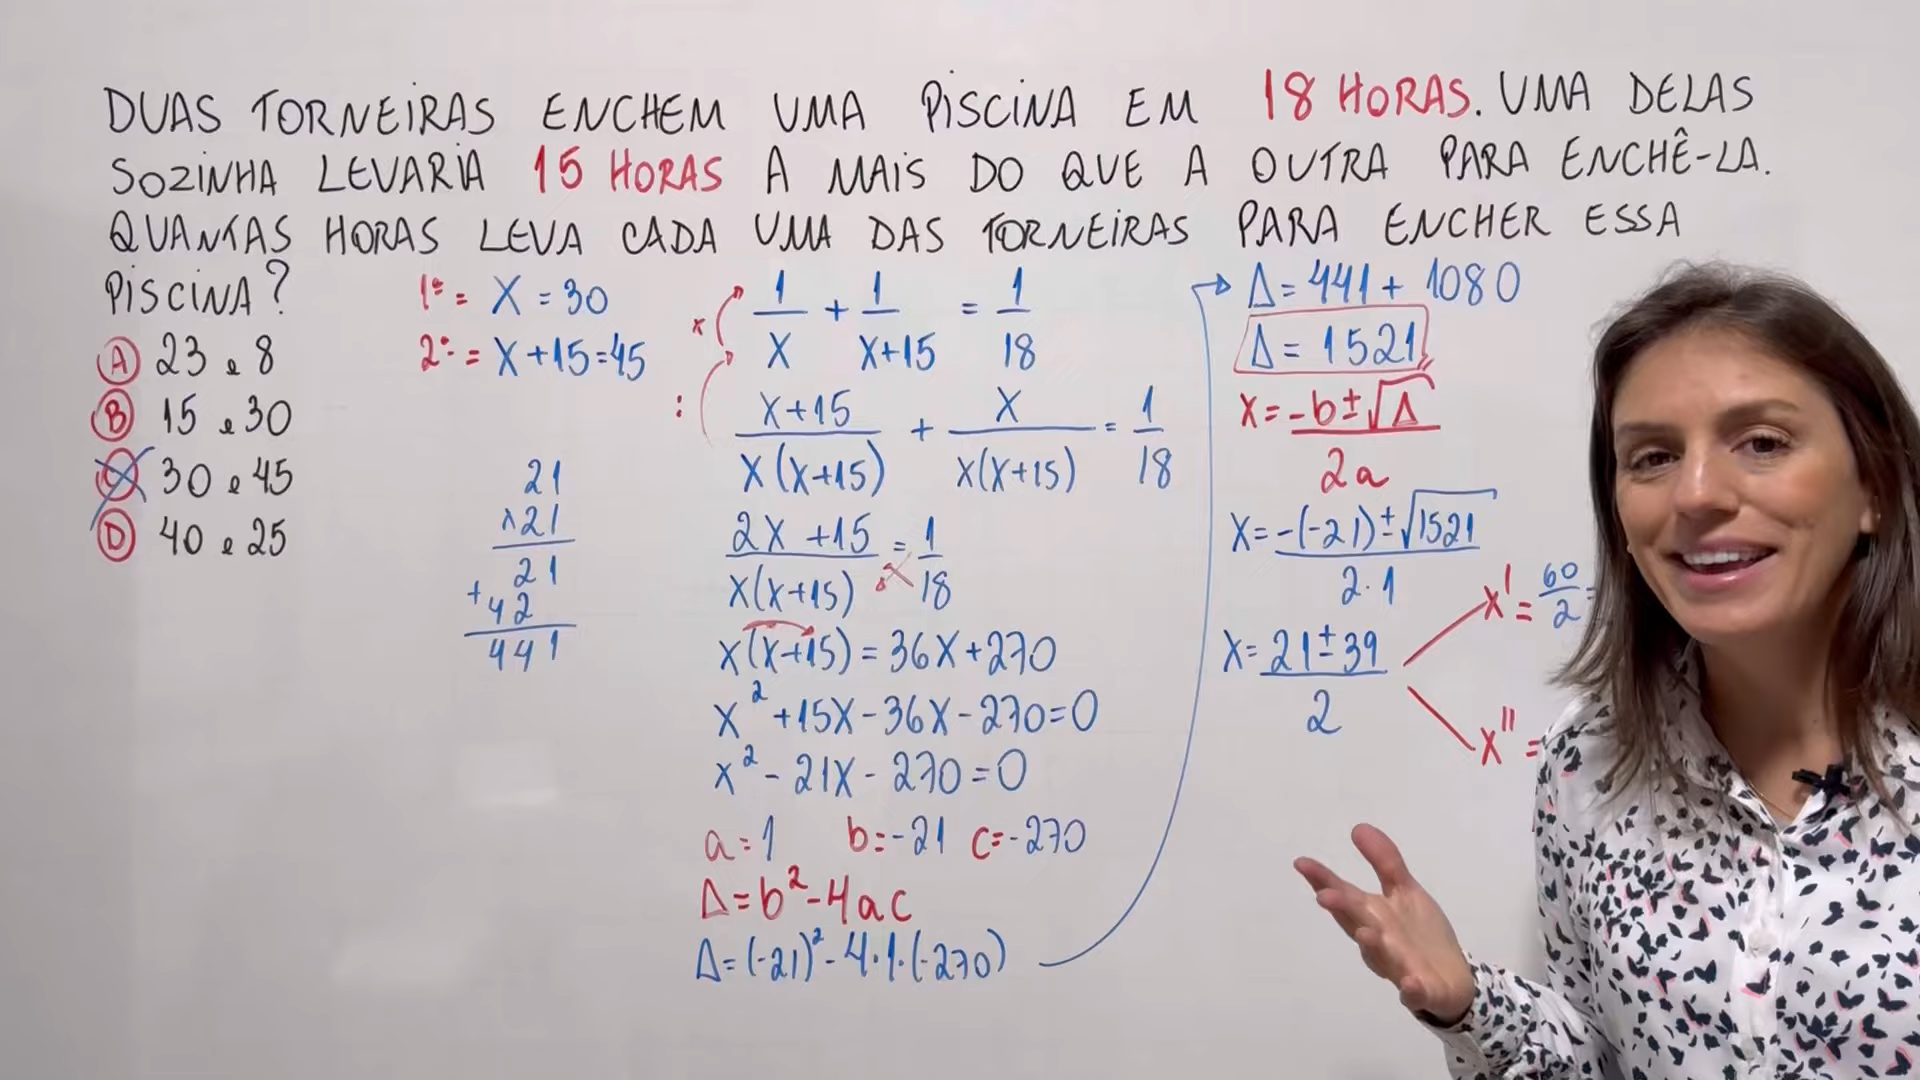 DUAS TORNEIRAS ENCHEM UMA PISCINA EM 18 HORAS. UMA DELAS
SOZINHA LEVARIA 15 HORAS A MAIS DO QUE A OUTRA PARA ENCHÊ-LA.
QUANTAS HORAS LEVA CADA UMA DAS TORNEIRAS PARA ENCHER ESSA
PISCINA?
A 23 e 8
B 15 e 30
C 30 e 45
D 40 e 25
1ª = X = 30
2ª = X + 15 = 45
21
x21
21
+42
441
x
:
1/X + 1/X+15 = 1/18
X+15/X(X+15) + X/X(X+15) = 1/18
2X+15/X(X+15) = 1/18
X(X+15) = 36X+270
X² + 15X - 36X - 270 = 0
X² - 21X - 270 = 0
a = 1 b = -21 c = -270
Δ = b² - 4ac
Δ = (-21)² - 4·1·(-270)
Δ = 441 + 1080
Δ = 1521
X = -b ± √Δ/2a
X = -(-21) ± √1521/2·1
X = 21 ± 39/2
X' = 60/2 =
X'' =